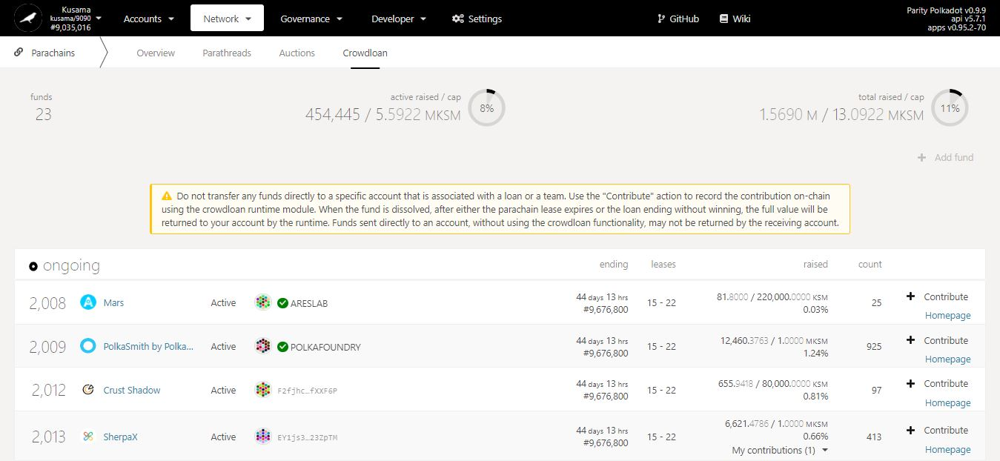 Kusama
kusama/9090
#9,035,016
Accounts
Network
Governance
Developer
Settings
GitHub
Wiki
Parity Polkadot v0.9.9
api v5.7.1
apps v0.95.2-70
Parachains
Overview
Parathreads
Auctions
Crowdloan
funds
23
active raised / cap
454,445 / 5.5922 MKSM
8%
total raised / cap
1.5690 M / 13.0922 MKSM
11%
+ Add fund
Do not transfer any funds directly to a specific account that is associated with a loan or a team. Use the "Contribute" action to record the contribution on-chain
using the crowdloan runtime module. When the fund is dissolved, after either the parachain lease expires or the loan ending without winning, the full value will be
returned to your account by the runtime. Funds sent directly to an account, without using the crowdloan functionality, may not be returned by the receiving account.
ongoing ending leases raised count
2,008 Mars Active ARESLAB 44 days 13 hrs 15 - 22 81.8000 / 220,000.0000 KSM 25 + Contribute
#9,676,800 0.03% Homepage
2,009 PolkaSmith by Polka... Active POLKAFOUNDRY 44 days 13 hrs 15 - 22 12,460.3763 / 1.0000 MKSM 925 + Contribute
#9,676,800 1.24% Homepage
2,012 Crust Shadow Active F2fjhc…fXXF6P 44 days 13 hrs 15 - 22 655.9418 / 80,000.0000 KSM 97 + Contribute
#9,676,800 0.81% Homepage
2,013 SherpaX Active EY1js3…23ZpTM 44 days 13 hrs 15 - 22 6,621.4786 / 1.0000 MKSM 413 + Contribute
#9,676,800 0.66% Homepage
My contributions (1)